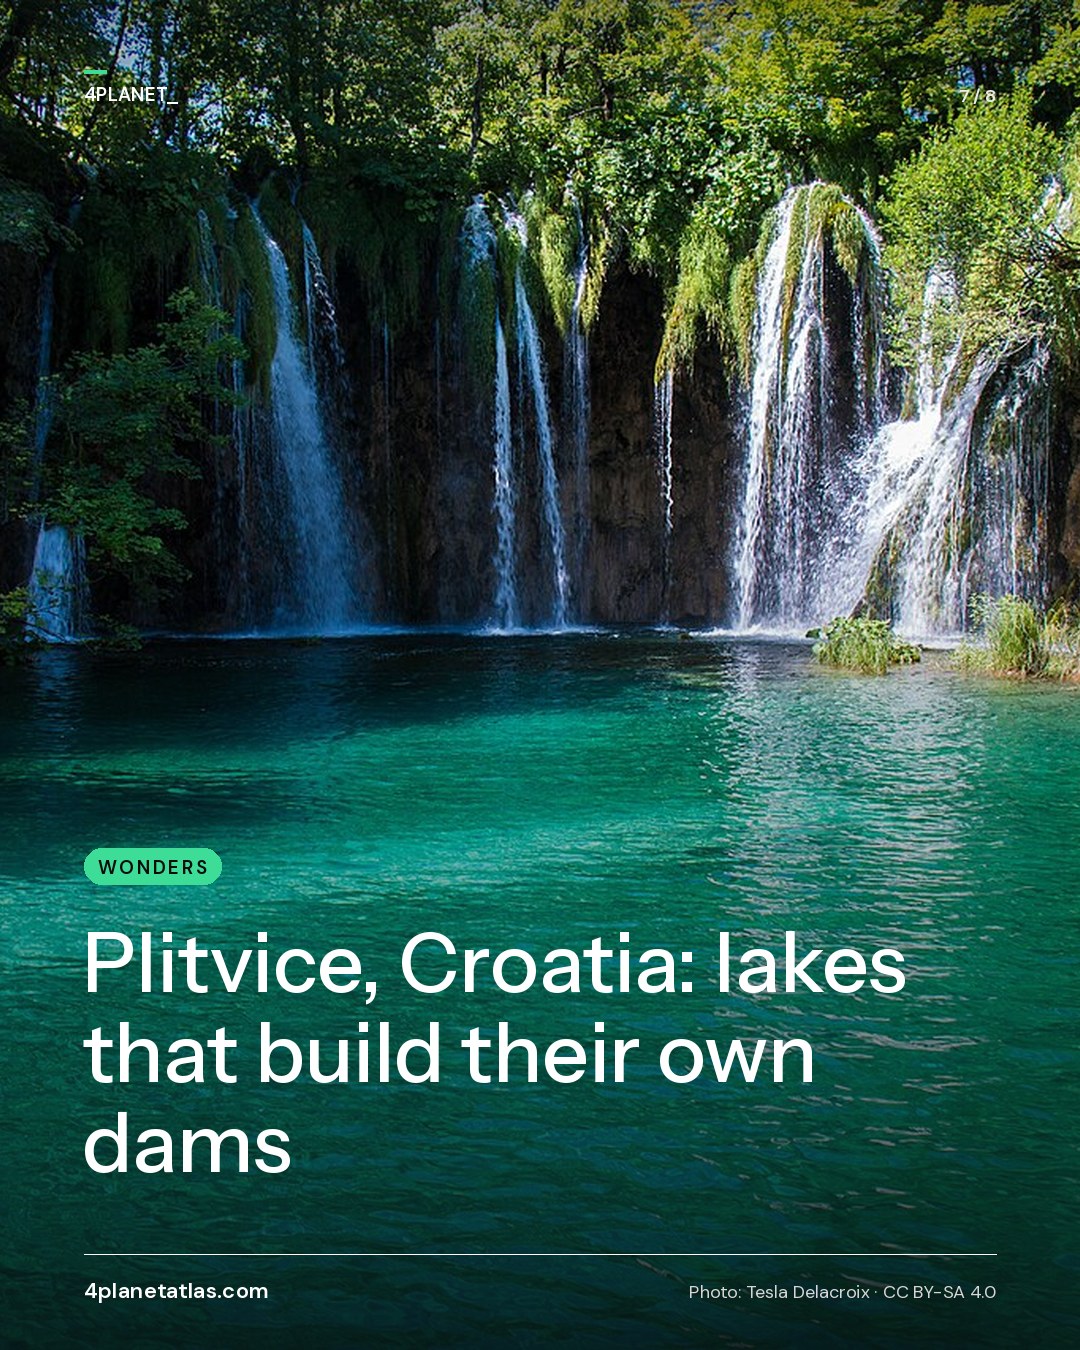 4PLANET_
7 / 8
WONDERS
Plitvice, Croatia: lakes
that build their own
dams
4planetatlas.com
Photo: Tesla Delacroix · CC BY-SA 4.0